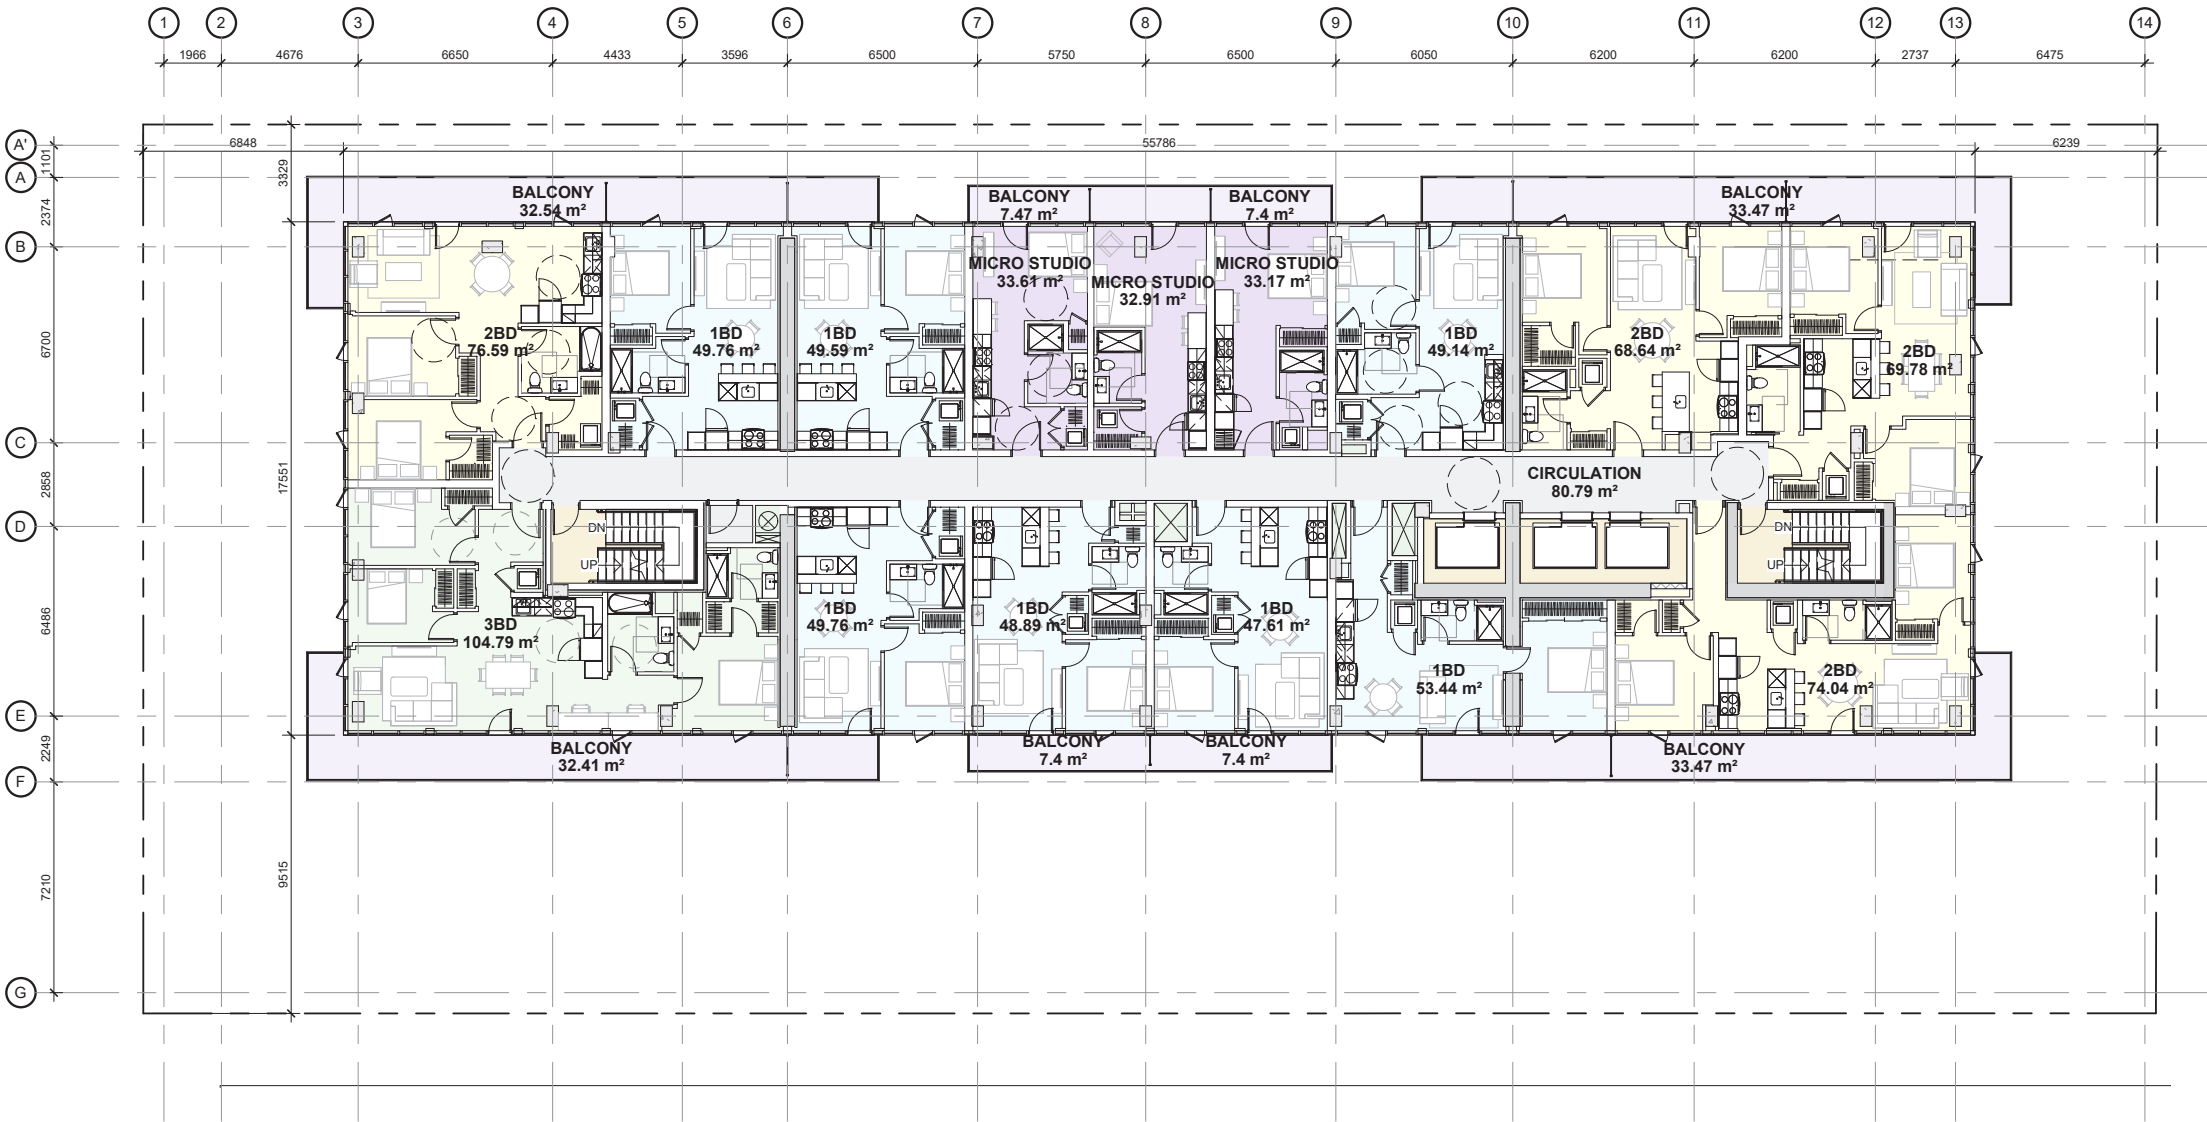 1 2 3 4 5 6 7 8 9 10 11 12 13 14
1966 4676 6650 4433 3596 6500 5750 6500 6050 6200 6200 2737 6475
6848 55786 6239
A'
1101
A
3329
2374
B
6700
C
2858
17551
D
6486
E
2249
F
7210
9515
G
BALCONY
32.54 m²
BALCONY
7.47 m²
BALCONY
7.4 m²
BALCONY
33.47 m²
2BD
76.59 m²
1BD
49.76 m²
1BD
49.59 m²
MICRO STUDIO
33.61 m²
MICRO STUDIO
32.91 m²
MICRO STUDIO
33.17 m²
1BD
49.14 m²
2BD
68.64 m²
2BD
69.78 m²
CIRCULATION
80.79 m²
DN
UP
DN
UP
3BD
104.79 m²
1BD
49.76 m²
1BD
48.89 m²
1BD
47.61 m²
1BD
53.44 m²
2BD
74.04 m²
BALCONY
32.41 m²
BALCONY
7.4 m²
BALCONY
7.4 m²
BALCONY
33.47 m²